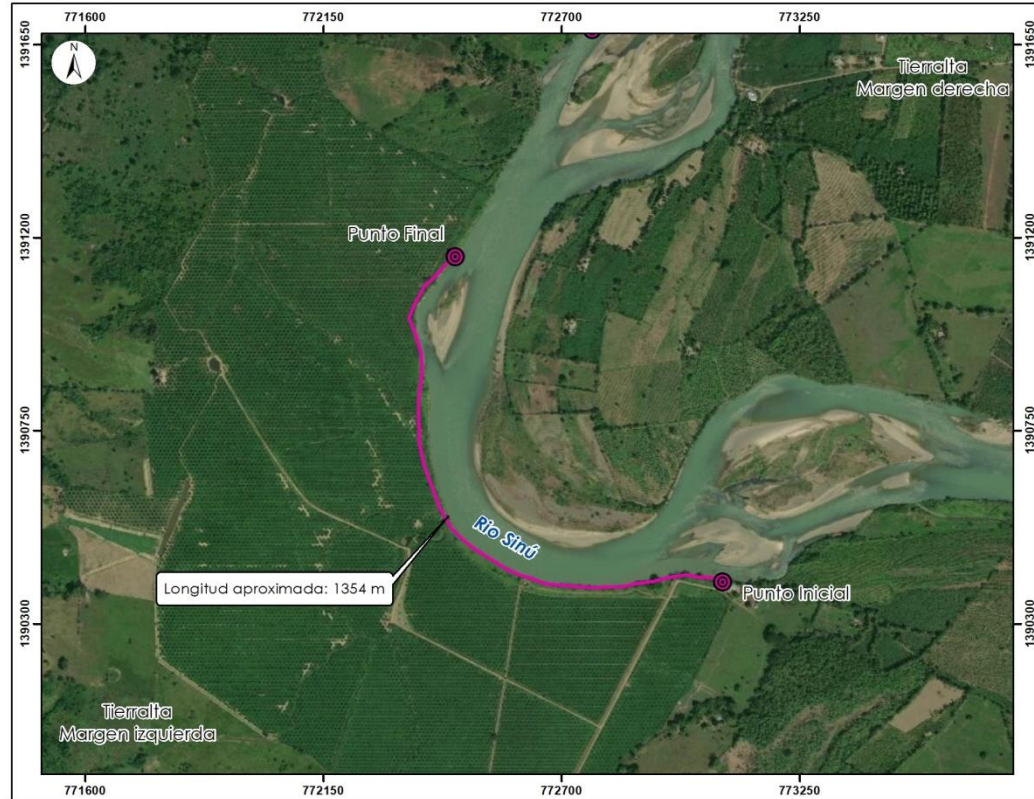 771600
772150
772700
773250
1391650
1391650
N
Tierralta
Margen derecha
Punto Final
1391200
1391200
1390750
1390750
Rio Sinú
Longitud aproximada: 1354 m
Punto Inicial
1390300
1390300
Tierralta
Margen izquierda
771600
772150
772700
773250